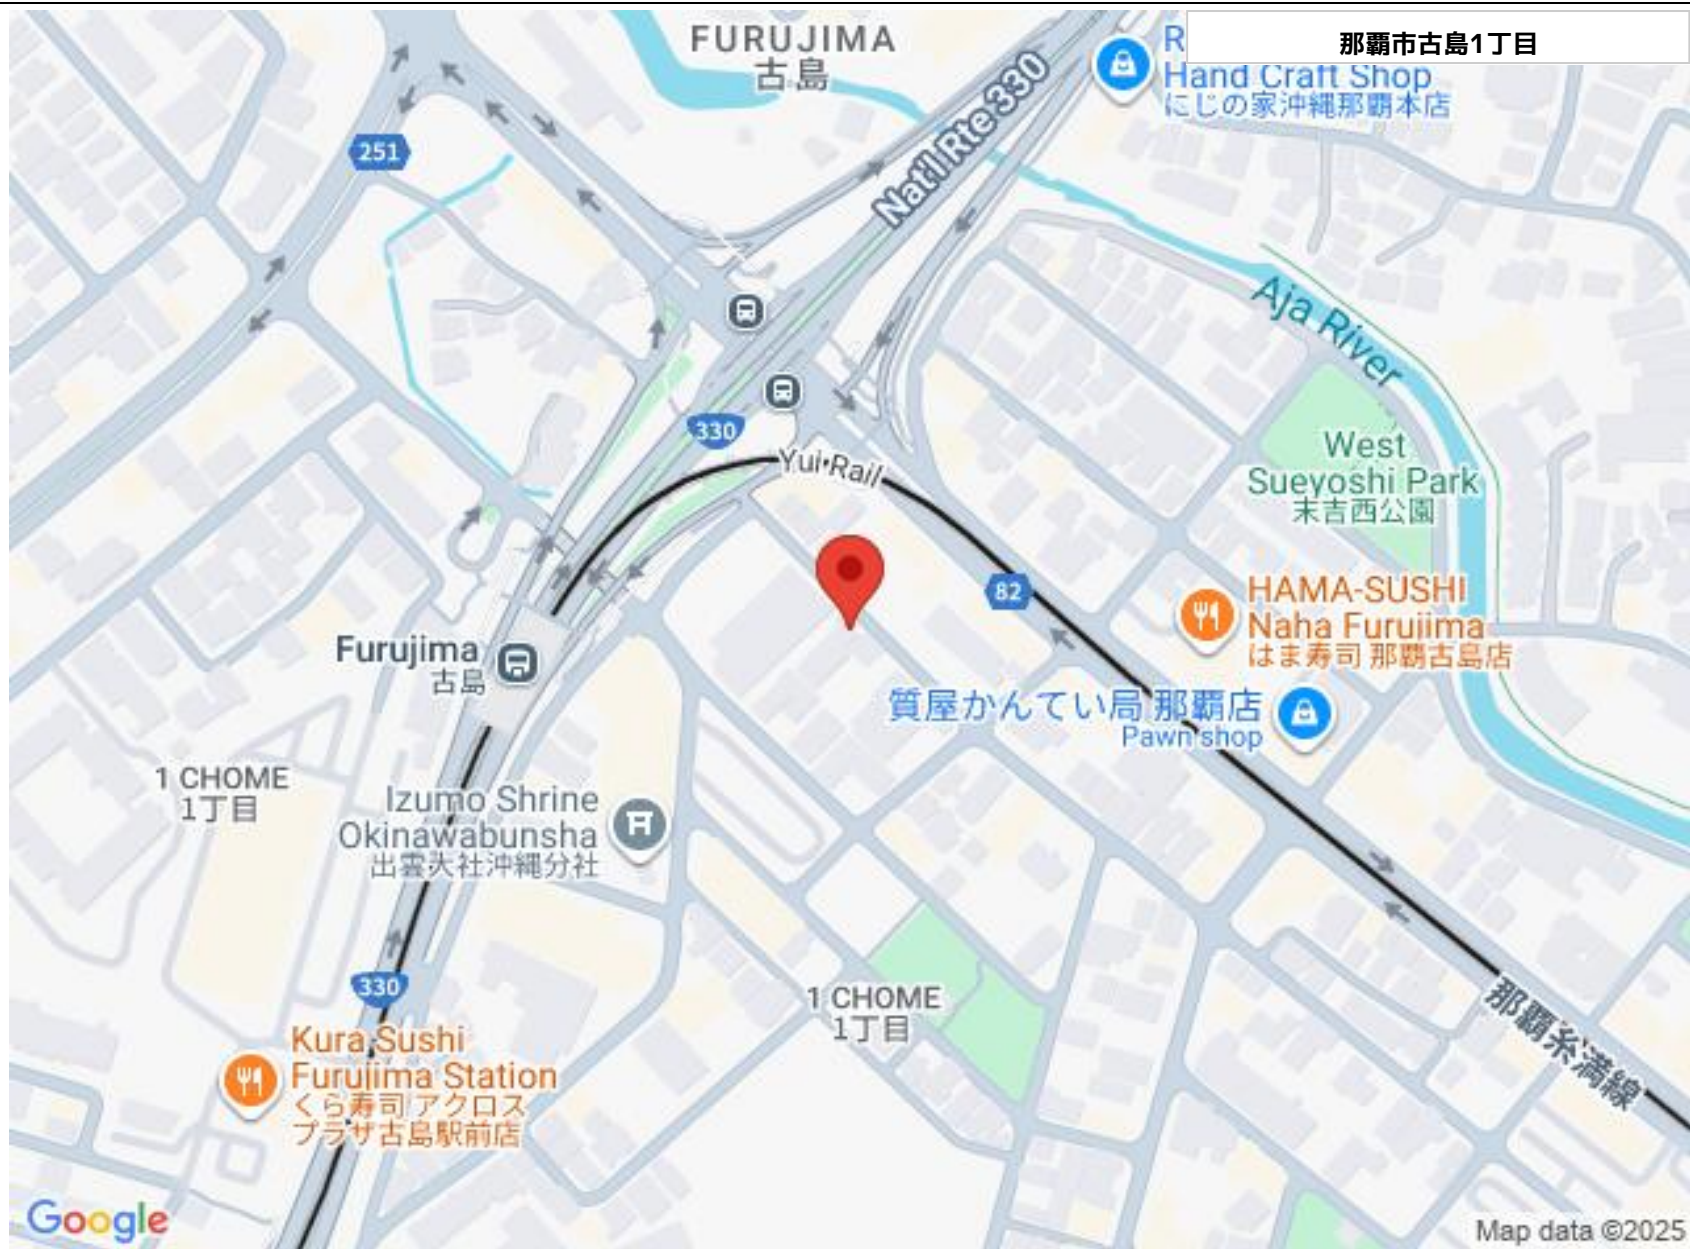 FURUJIMA
古島
R
那覇市古島1丁目
Hand Craft Shop
にじの家沖縄那覇本店
251
Nat'l Rte 330
Aja River
330
Yui Rail
West
Sueyoshi Park
末吉西公園
82
HAMA-SUSHI
Naha Furujima
はま寿司 那覇古島店
Furujima
古島
質屋かんてい局 那覇店
Pawn shop
1 CHOME
1丁目
Izumo Shrine
Okinawabunsha
出雲大社沖縄分社
330
1 CHOME
1丁目
那覇糸満線
Kura Sushi
Furujima Station
くら寿司 アクロス
プラザ古島駅前店
Google
Map data ©2025